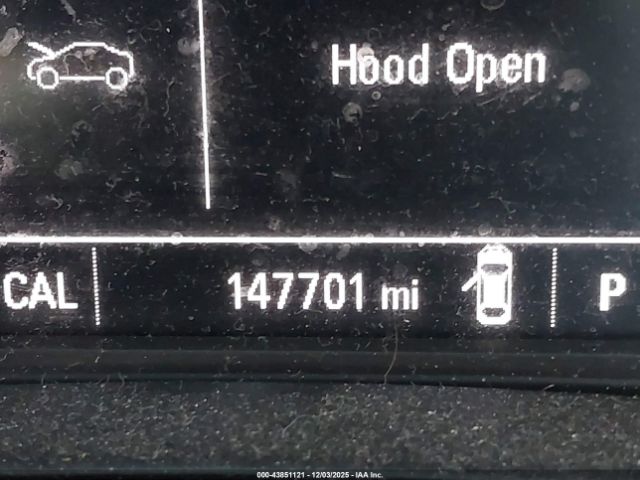 Hood Open
CAL 147701 mi P
000-43851121 - 12/03/2025 - IAA Inc.